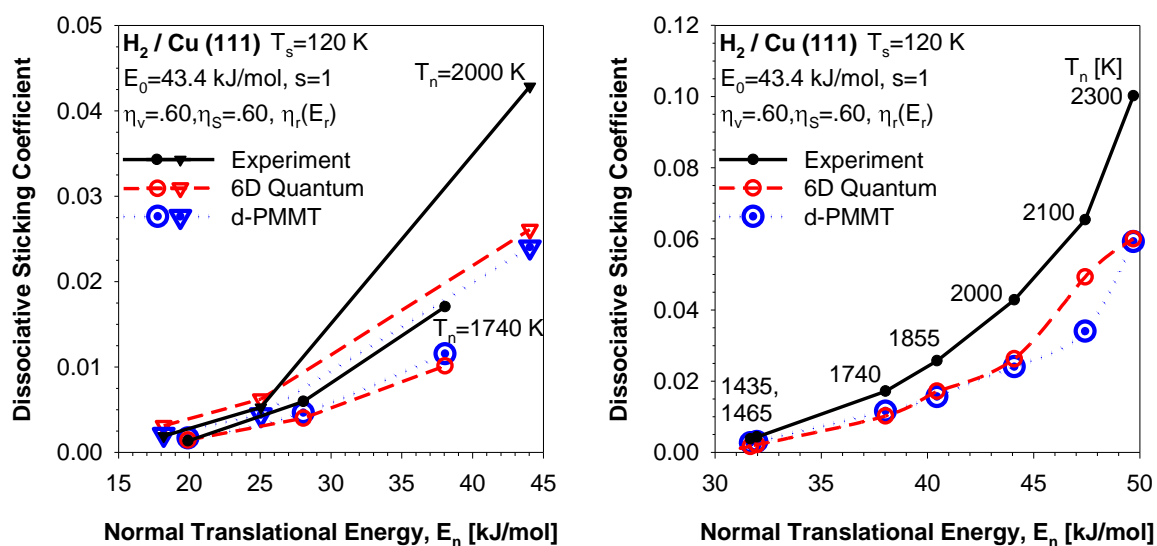 H2 / Cu (111) Ts=120 K
E0=43.4 kJ/mol, s=1
ηv=.60,ηS=.60, ηr(Er)
Experiment
6D Quantum
d-PMMT
Tn=2000 K
Tn=1740 K
Dissociative Sticking Coefficient
0.05
0.04
0.03
0.02
0.01
0.00
15 20 25 30 35 40 45
Normal Translational Energy, En [kJ/mol]
H2 / Cu (111) Ts=120 K
E0=43.4 kJ/mol, s=1
ηv=.60,ηS=.60, ηr(Er)
Experiment
6D Quantum
d-PMMT
Tn [K]
2300
2100
2000
1855
1740
1435,
1465
Dissociative Sticking Coefficient
0.12
0.10
0.08
0.06
0.04
0.02
0.00
30 35 40 45 50
Normal Translational Energy, En [kJ/mol]